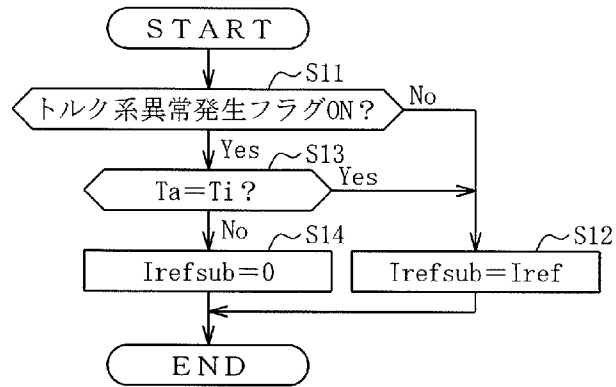 START
S11
トルク系異常発生フラグON？
No
Yes
S13
Ta＝Ti？
Yes
No
S14
S12
Irefsub＝0
Irefsub＝Iref
END